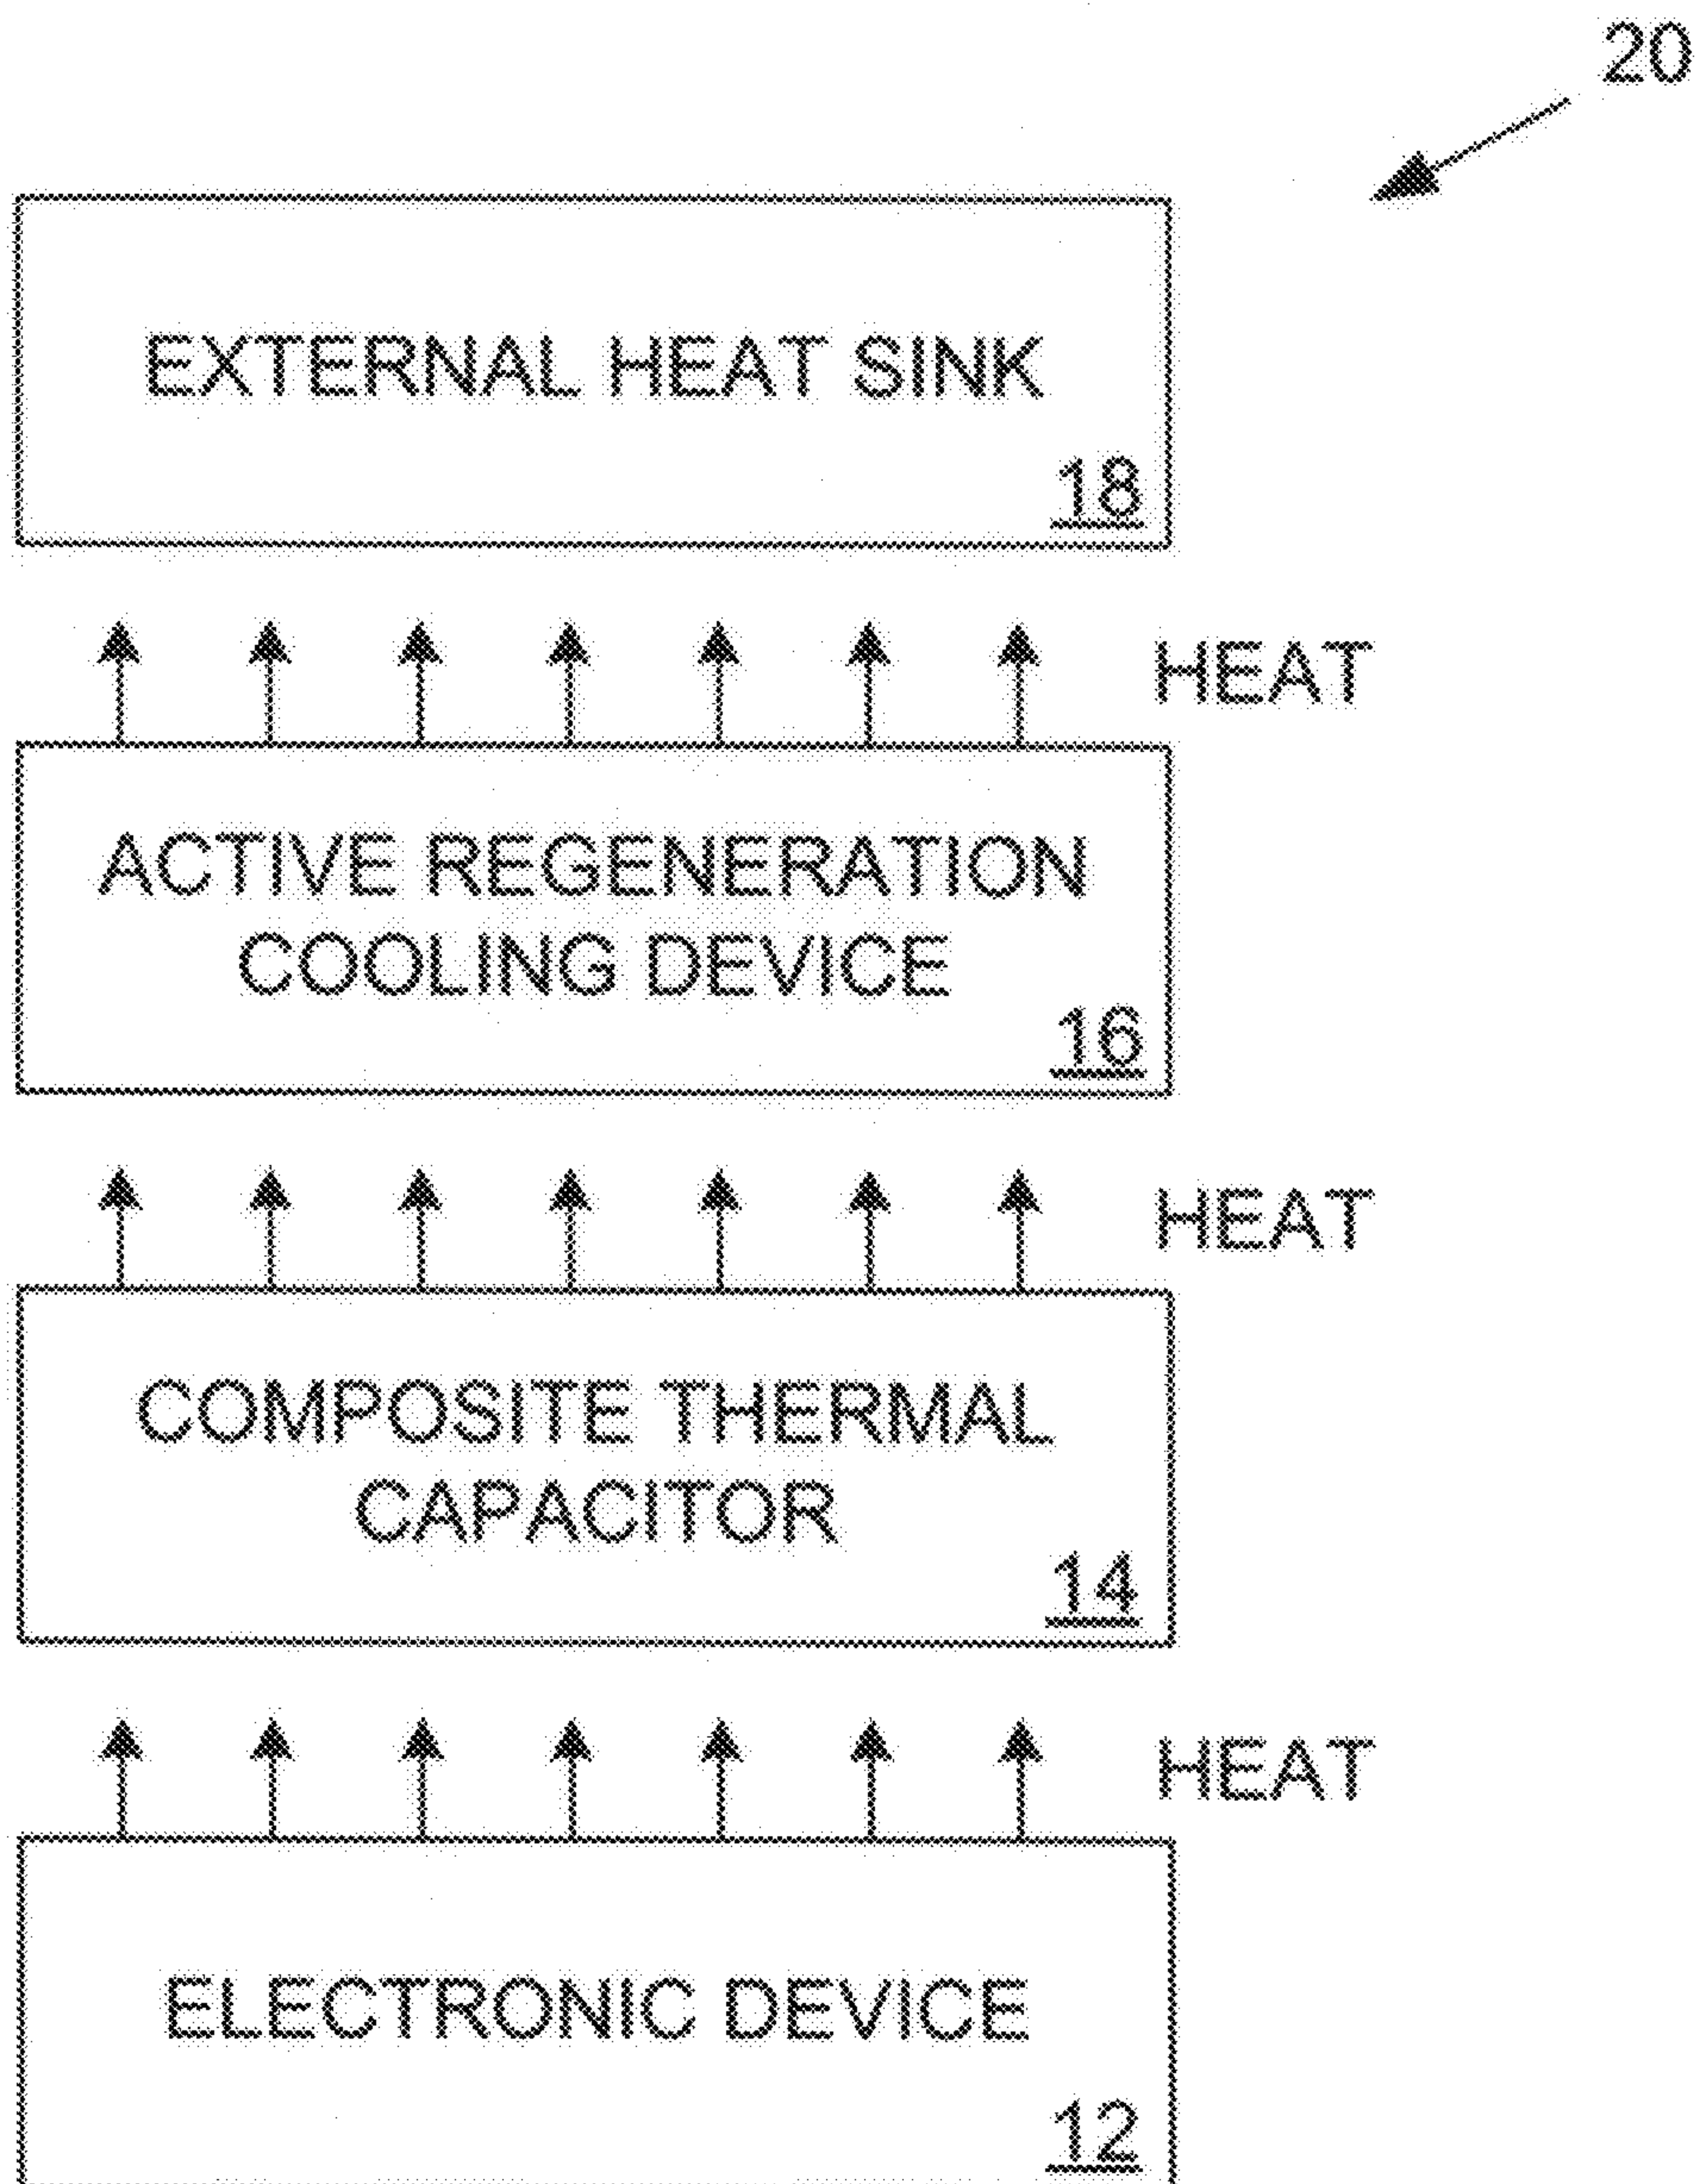 20
EXTERNAL HEAT SINK
18
HEAT
ACTIVE REGENERATION
COOLING DEVICE
16
HEAT
COMPOSITE THERMAL
CAPACITOR
14
HEAT
ELECTRONIC DEVICE
12